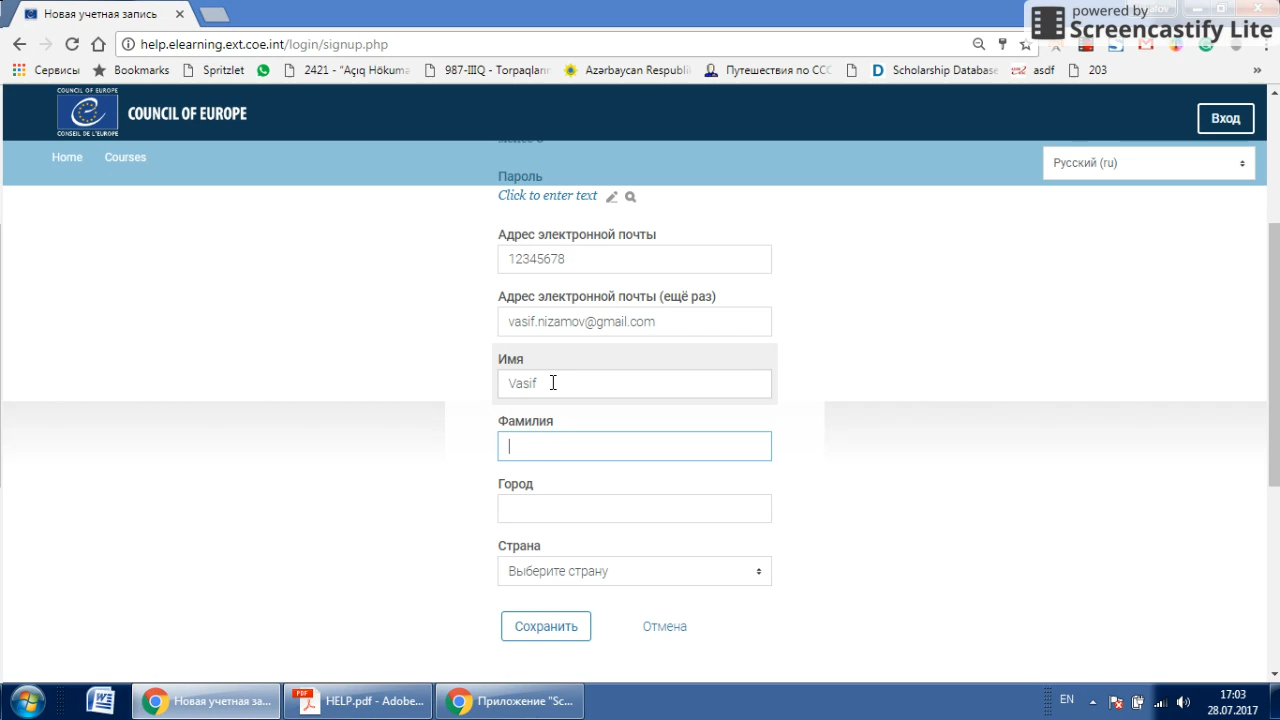 Новая учетная запись
powered by
Screencastify Lite
help.elearning.ext.coe.int/login/signup.php
Сервисы
Bookmarks
Spritzlet
2421 - "Açıq Hökumə
987-IIIQ - Torpaqların
Azərbaycan Respubli
Путешествия по ССС
Scholarship Database
asdf
203
»
COUNCIL OF EUROPE
CONSEIL DE L'EUROPE
COUNCIL OF EUROPE
Вход
Home
Courses
Русский (ru)
Пароль
Click to enter text
Адрес электронной почты
12345678
Адрес электронной почты (ещё раз)
vasif.nizamov@gmail.com
Имя
Vasif
Фамилия
Город
Страна
Выберите страну
Сохранить
Отмена
Новая учетная за...
HELP.pdf - Adobe...
Приложение "Sc...
EN
17:03
28.07.2017